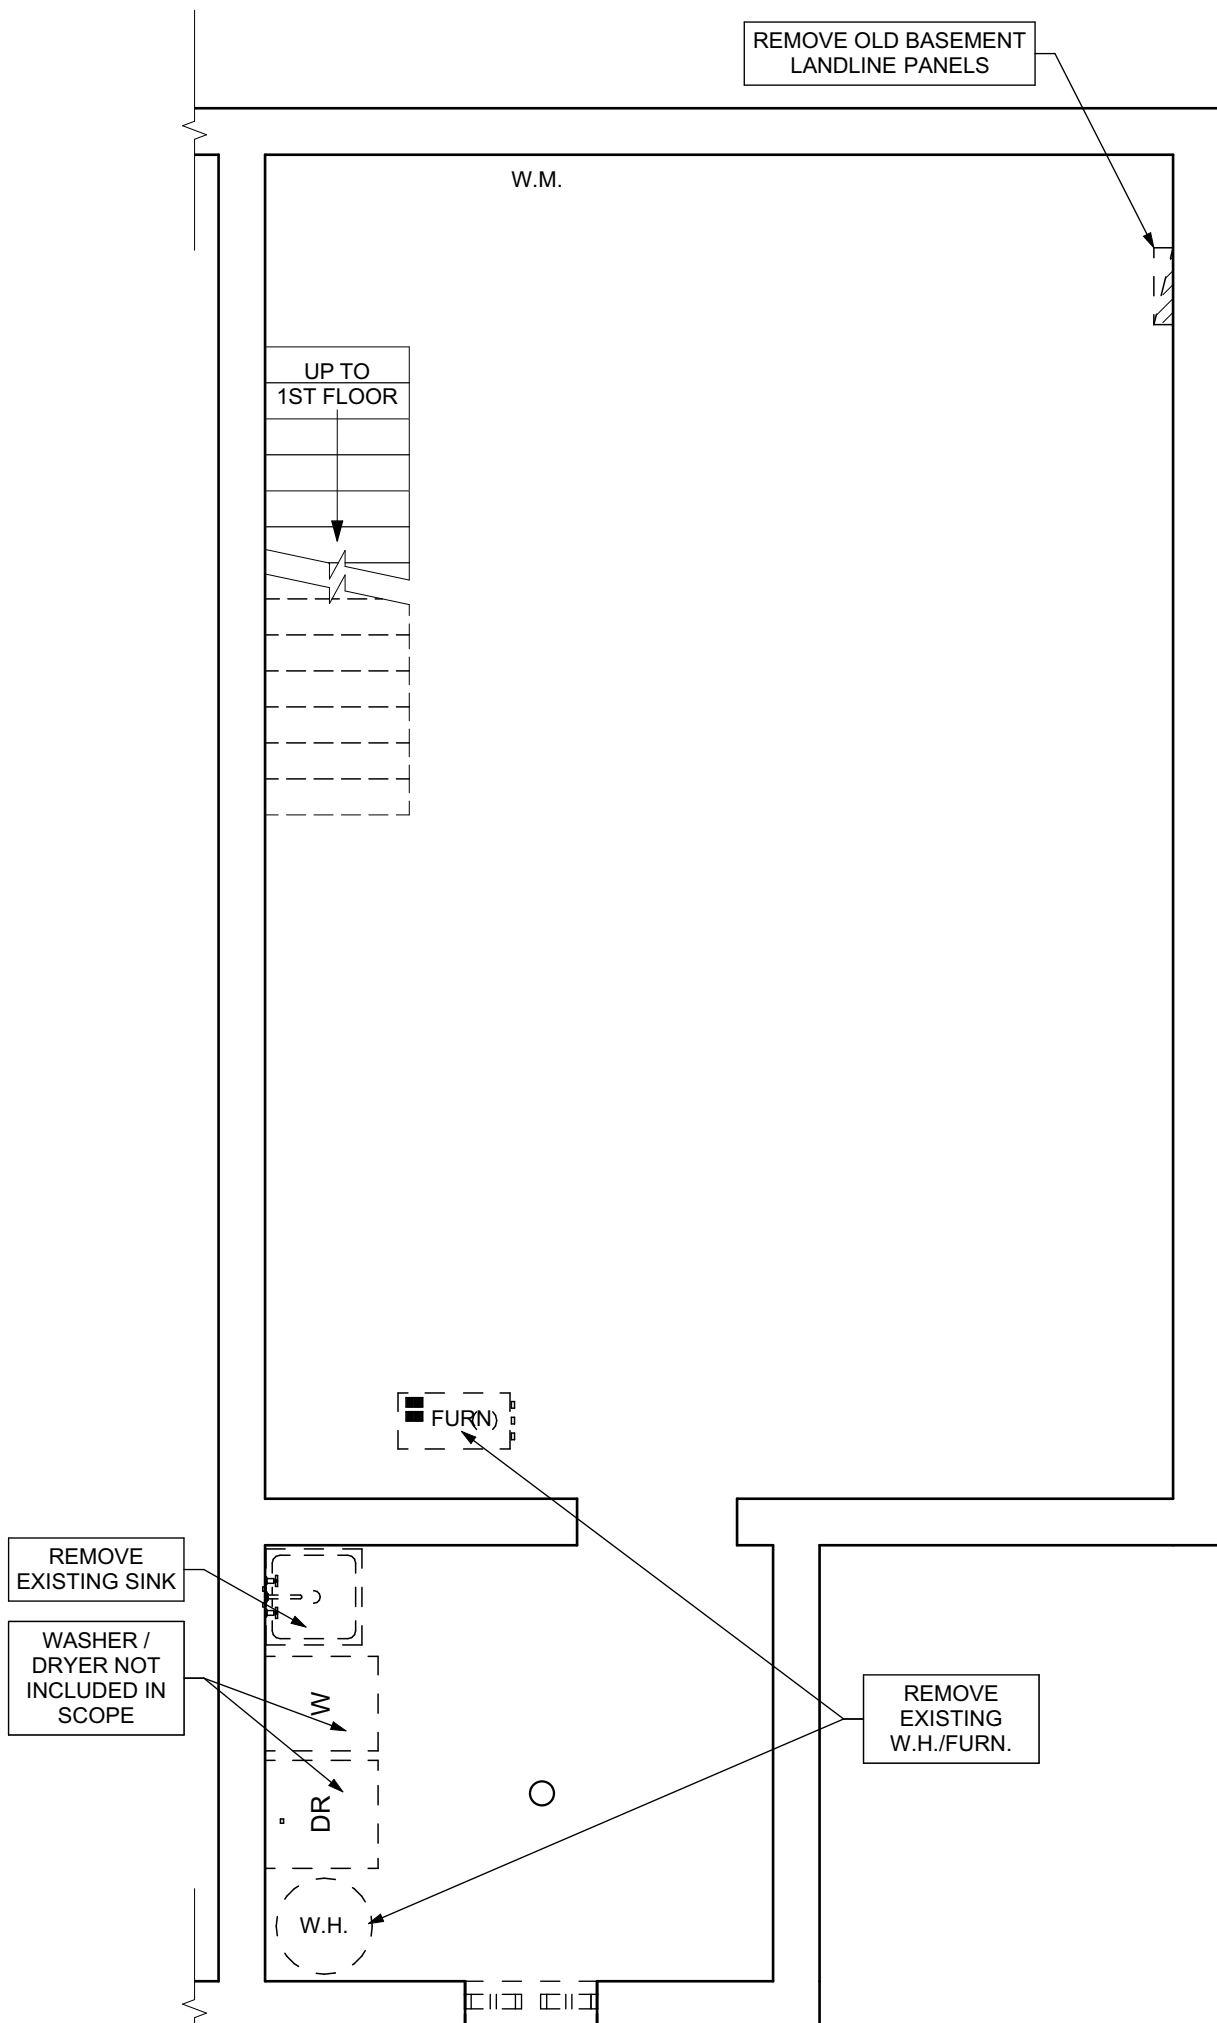 REMOVE OLD BASEMENT
LANDLINE PANELS
W.M.
UP TO
1ST FLOOR
FURN
REMOVE
EXISTING SINK
WASHER /
DRYER NOT
INCLUDED IN
SCOPE
W
DR
REMOVE
EXISTING
W.H./FURN.
W.H.